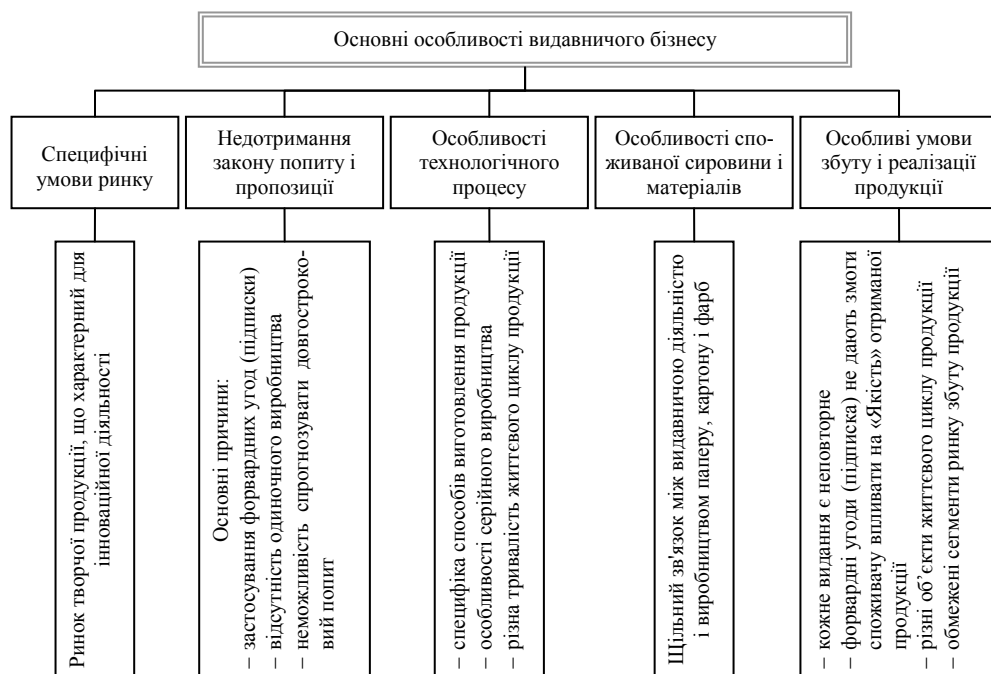 Основні особливості видавничого бізнесу
Специфічні
умови ринку
Недотримання
закону попиту і
пропозиції
Особливості
технологічного
процесу
Особливості спо-
живаної сировини і
матеріалів
Особливі умови
збуту і реалізації
продукції
Ринок творчої продукції, що характерний для
інноваційної діяльності
Основні причини:
– застосування форвардних угод (підписки)
– відсутність одиночного виробництва
– неможливість спрогнозувати довгостроко-
вий попит
– специфіка способів виготовлення продукції
– особливості серійного виробництва
– різна тривалість життєвого циклу продукції
Щільний зв'язок між видавничою діяльністю
і виробництвом паперу, картону і фарб
– кожне видання є неповторне
– форвардні угоди (підписка) не дають змоги
споживачу впливати на «Якість» отриманої
продукції
– різні об’єкти життєвого циклу продукції
– обмежені сегменти ринку збуту продукції